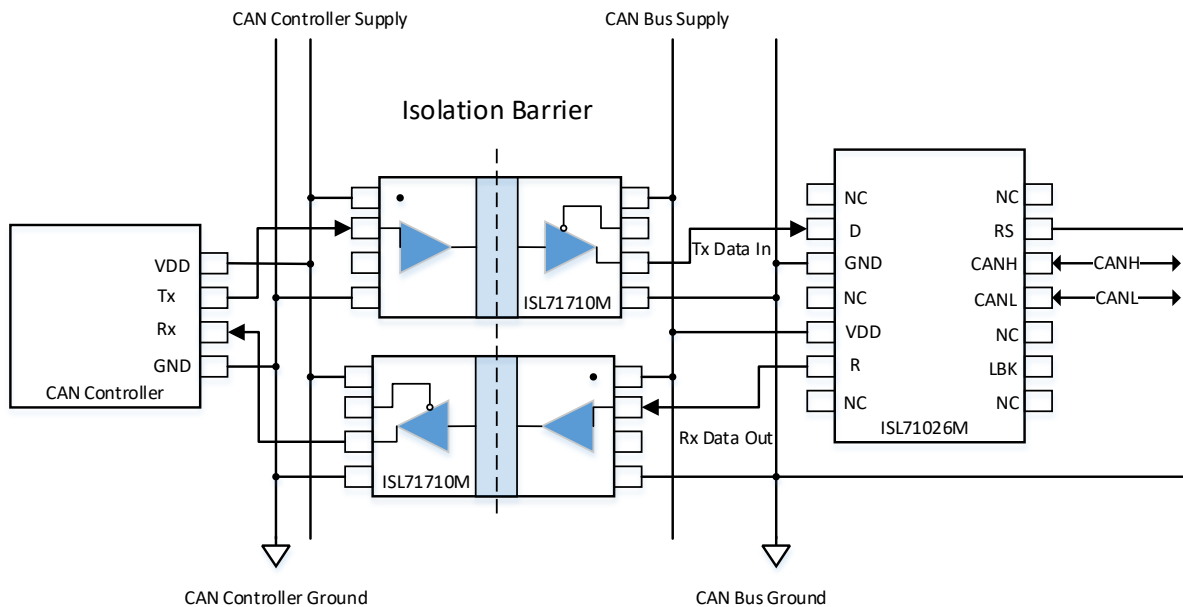 CAN Controller Supply
CAN Bus Supply
Isolation Barrier
VDD
Tx
Rx
GND
CAN Controller
ISL71710M
ISL71710M
Tx Data In
Rx Data Out
NC
D
GND
NC
VDD
R
NC
NC
RS
CANH
CANL
NC
LBK
NC
ISL71026M
CANH
CANL
CAN Controller Ground
CAN Bus Ground